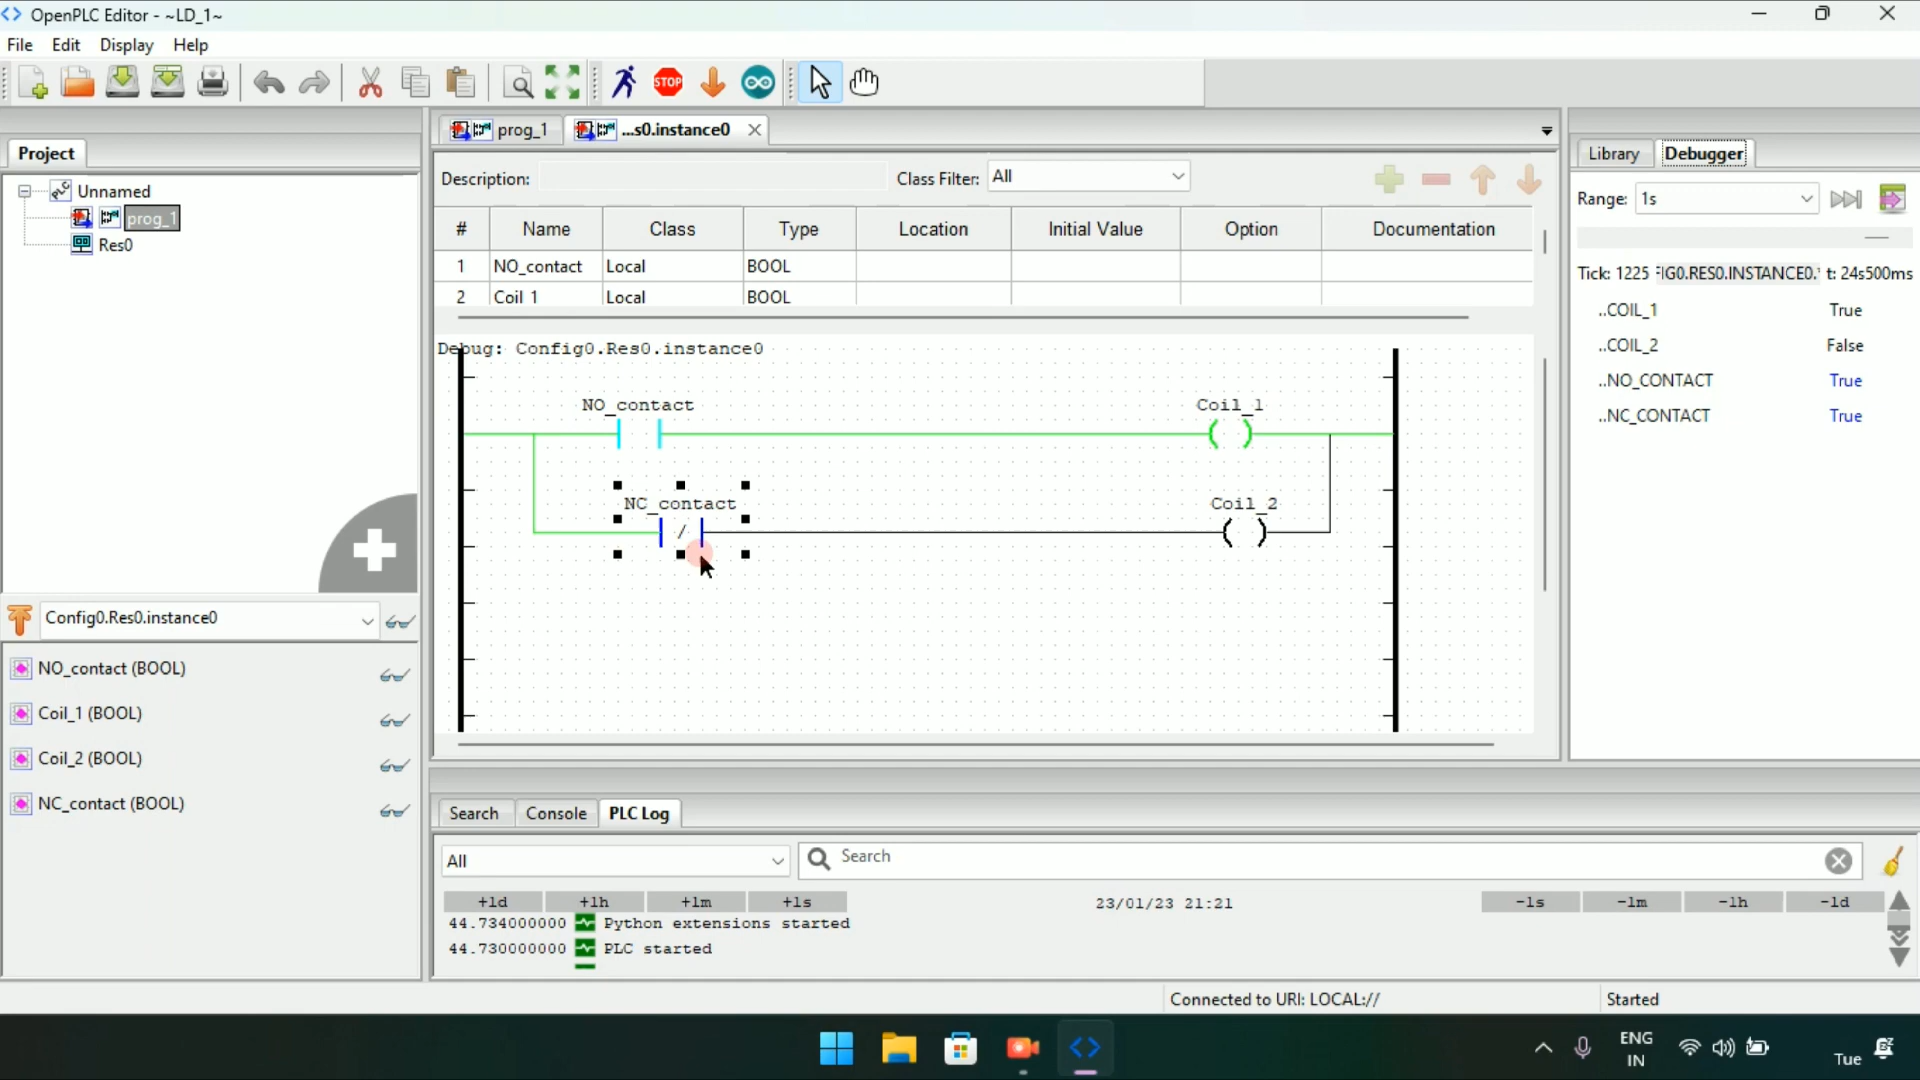 OpenPLC Editor - ~LD_1~
File Edit Display Help
STOP
Project
Unnamed
prog_1
Res0
prog_1 ...s0.instance0
Description: Class Filter: All
# Name Class Type Location Initial Value Option Documentation
1 NO_contact Local BOOL
2 Coil 1 Local BOOL
Debug: Config0.Res0.instance0
NO_contact Coil_1
NC_contact Coil_2
/
Library Debugger
Range: 1s
Tick: 1225 IG0.RES0.INSTANCE0.* t: 24s500ms
..COIL_1 True
..COIL_2 False
..NO_CONTACT True
..NC_CONTACT True
Config0.Res0.instance0
NO_contact (BOOL)
Coil_1 (BOOL)
Coil_2 (BOOL)
NC_contact (BOOL)
Search Console PLC Log
All Search
+1d +1h +1m +1s 23/01/23 21:21 -1s -1m -1h -1d
44.734000000 Python extensions started
44.730000000 PLC started
Connected to URI: LOCAL:// Started
ENG
IN
Tue